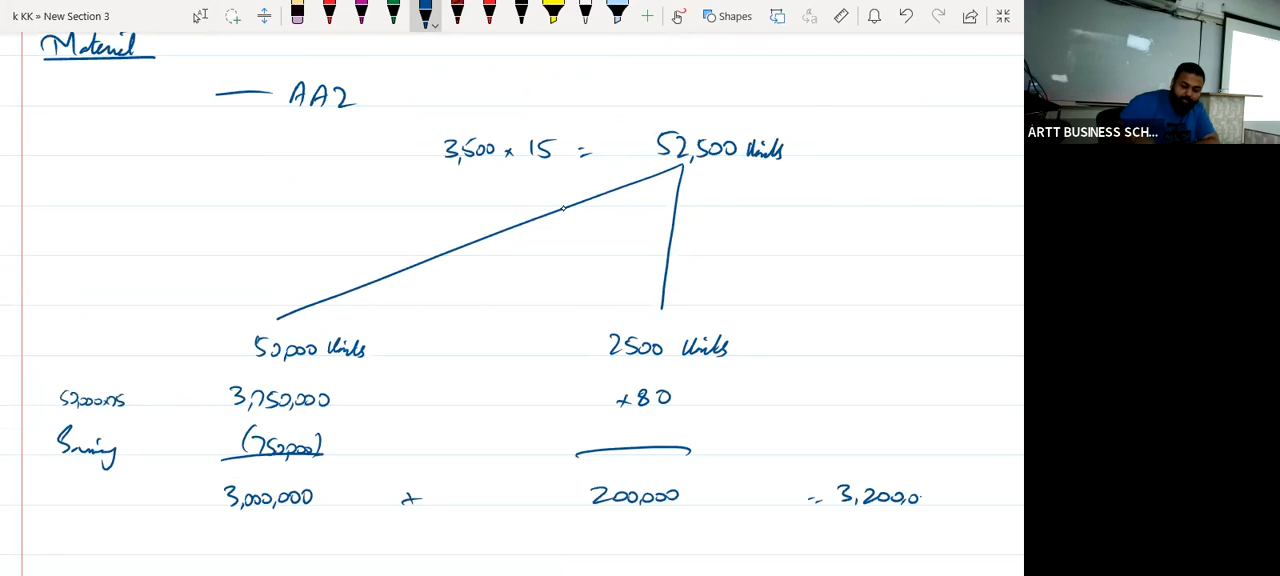 k KK » New Section 3
Shapes
Material
AA2
3,500 × 15 = 52,500 Units
50,000 Units 2500 Units
50,000×75 3,750,000 ×80
Saving (750,000)
3,000,000 + 200,000 = 3,200,0
ARTT BUSINESS SCH...